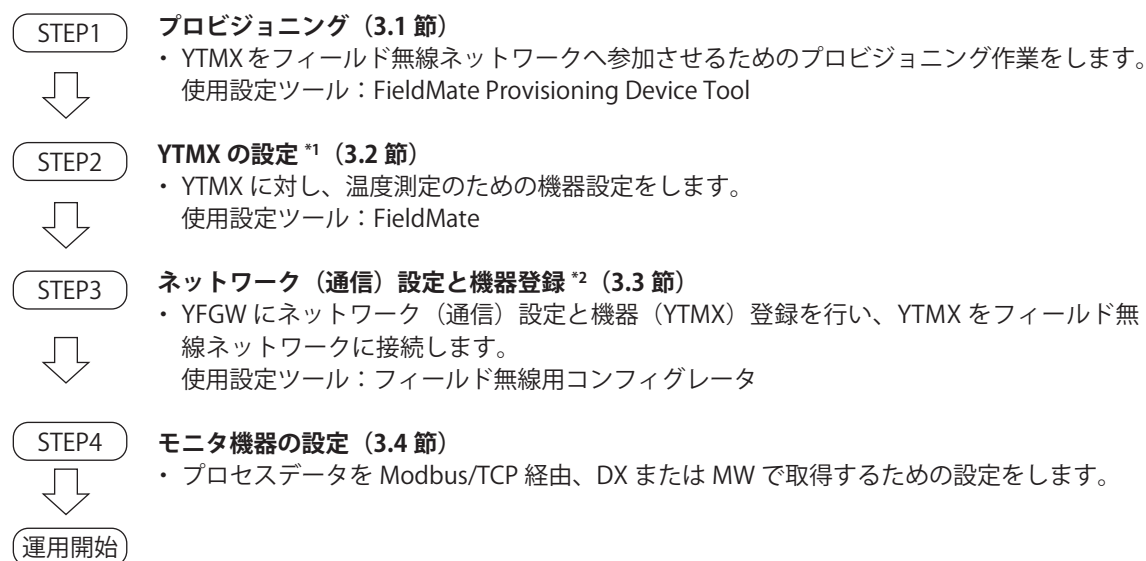 STEP1
プロビジョニング（3.1 節）
・ YTMX をフィールド無線ネットワークへ参加させるためのプロビジョニング作業をします。
使用設定ツール：FieldMate Provisioning Device Tool
STEP2
YTMX の設定 *1（3.2 節）
・ YTMX に対し、温度測定のための機器設定をします。
使用設定ツール：FieldMate
STEP3
ネットワーク（通信）設定と機器登録 *2（3.3 節）
・ YFGW にネットワーク（通信）設定と機器（YTMX）登録を行い、YTMX をフィールド無
線ネットワークに接続します。
使用設定ツール：フィールド無線用コンフィグレータ
STEP4
モニタ機器の設定（3.4 節）
・ プロセスデータを Modbus/TCP 経由、DX または MW で取得するための設定をします。
運用開始